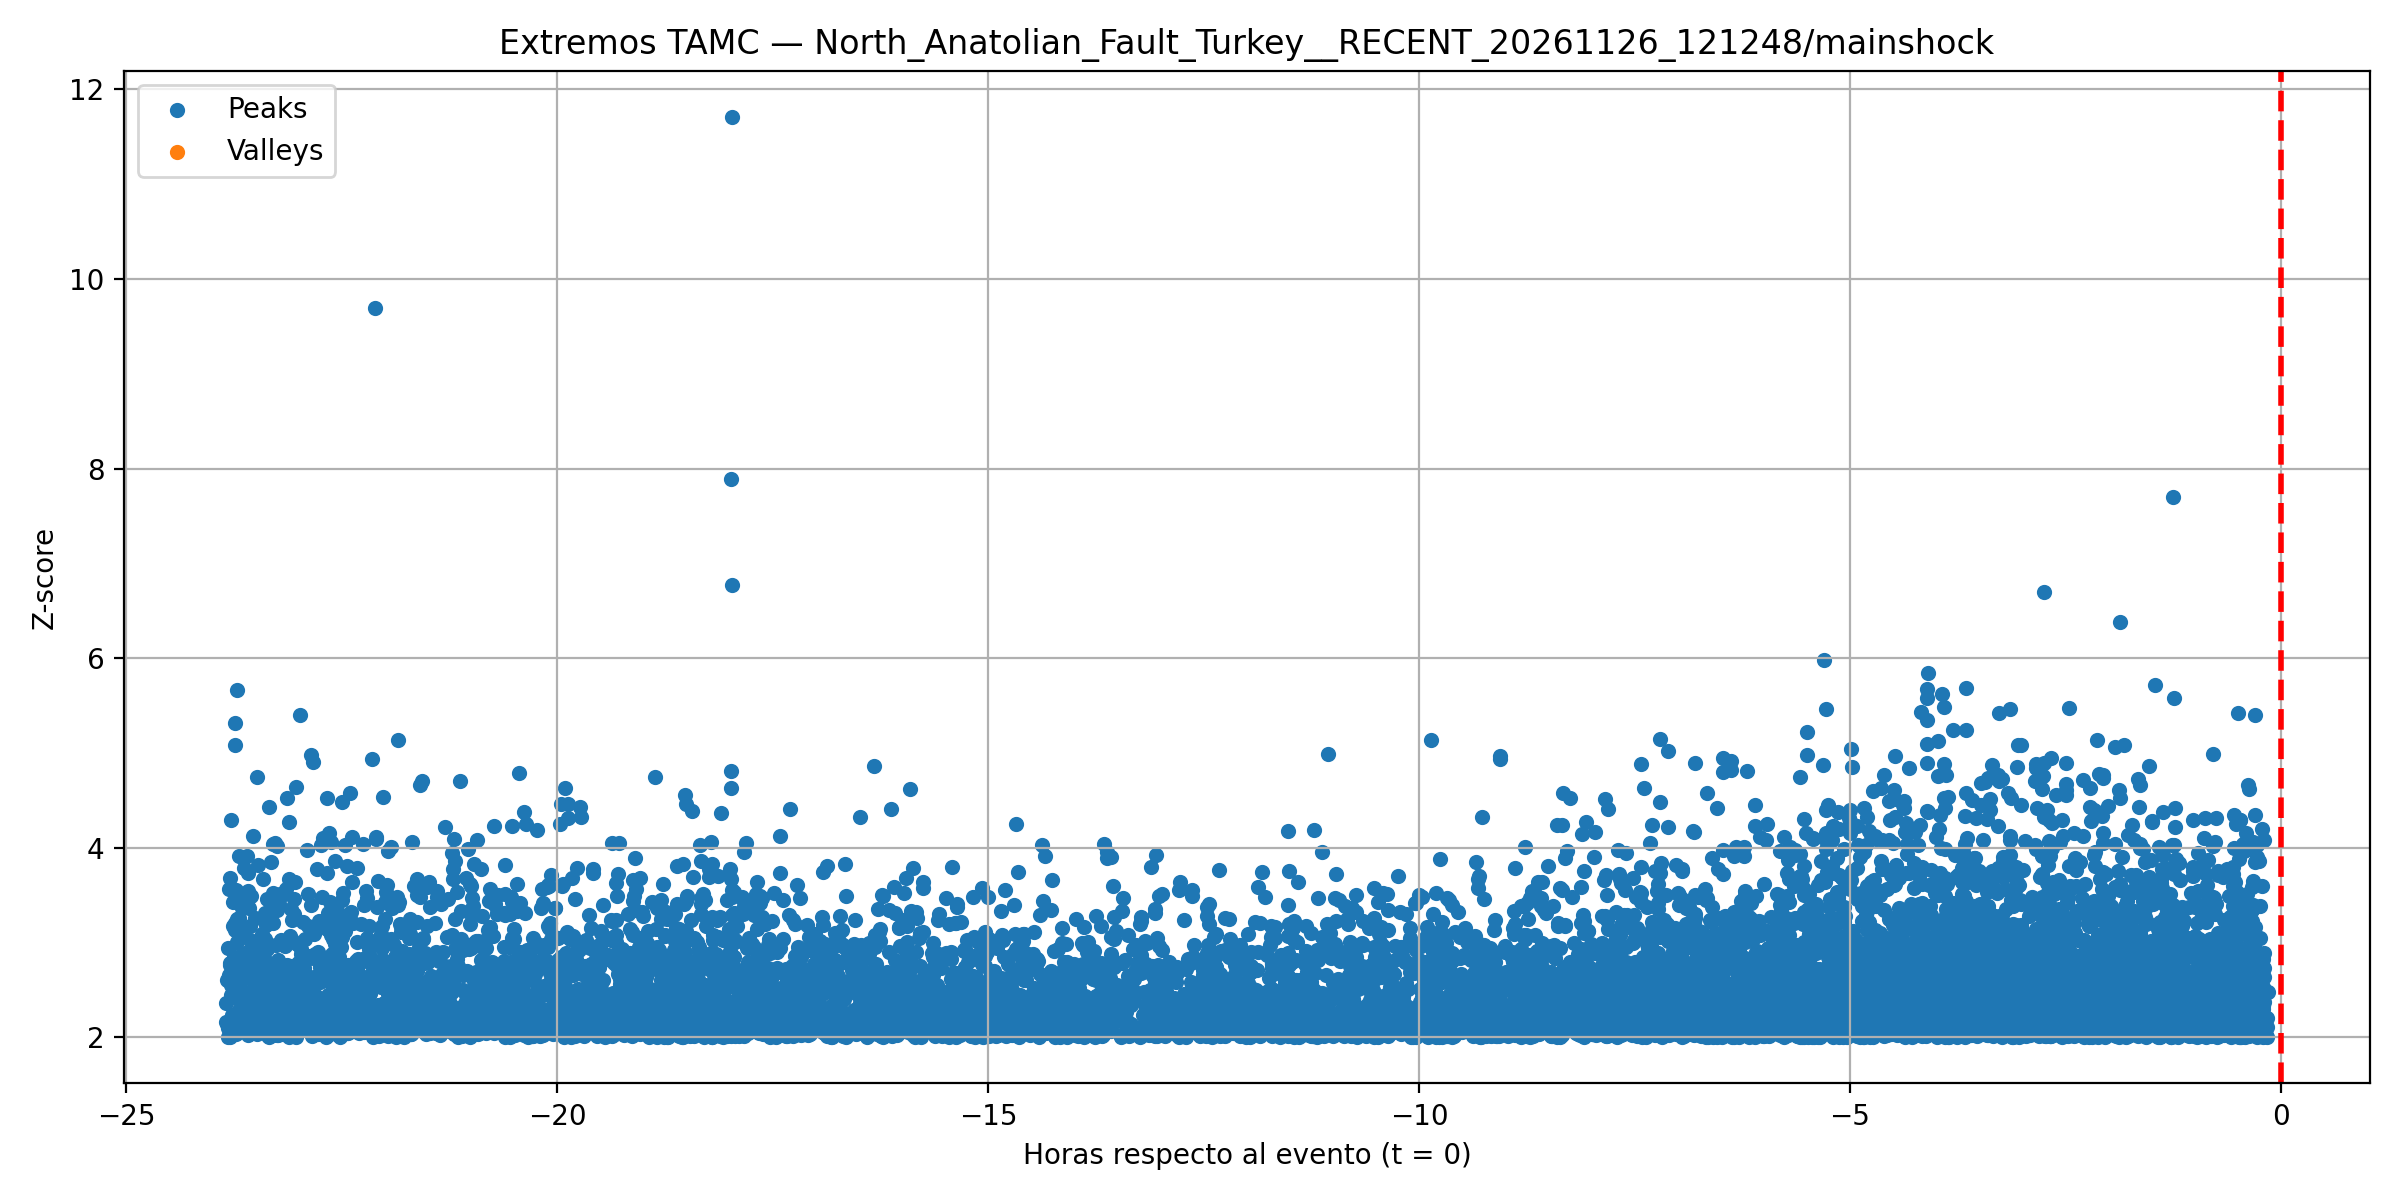 Extremos TAMC — North_Anatolian_Fault_Turkey__RECENT_20261126_121248/mainshock
Peaks
Valleys
12
10
8
6
4
2
Z-score
−25
−20
−15
−10
−5
0
Horas respecto al evento (t = 0)